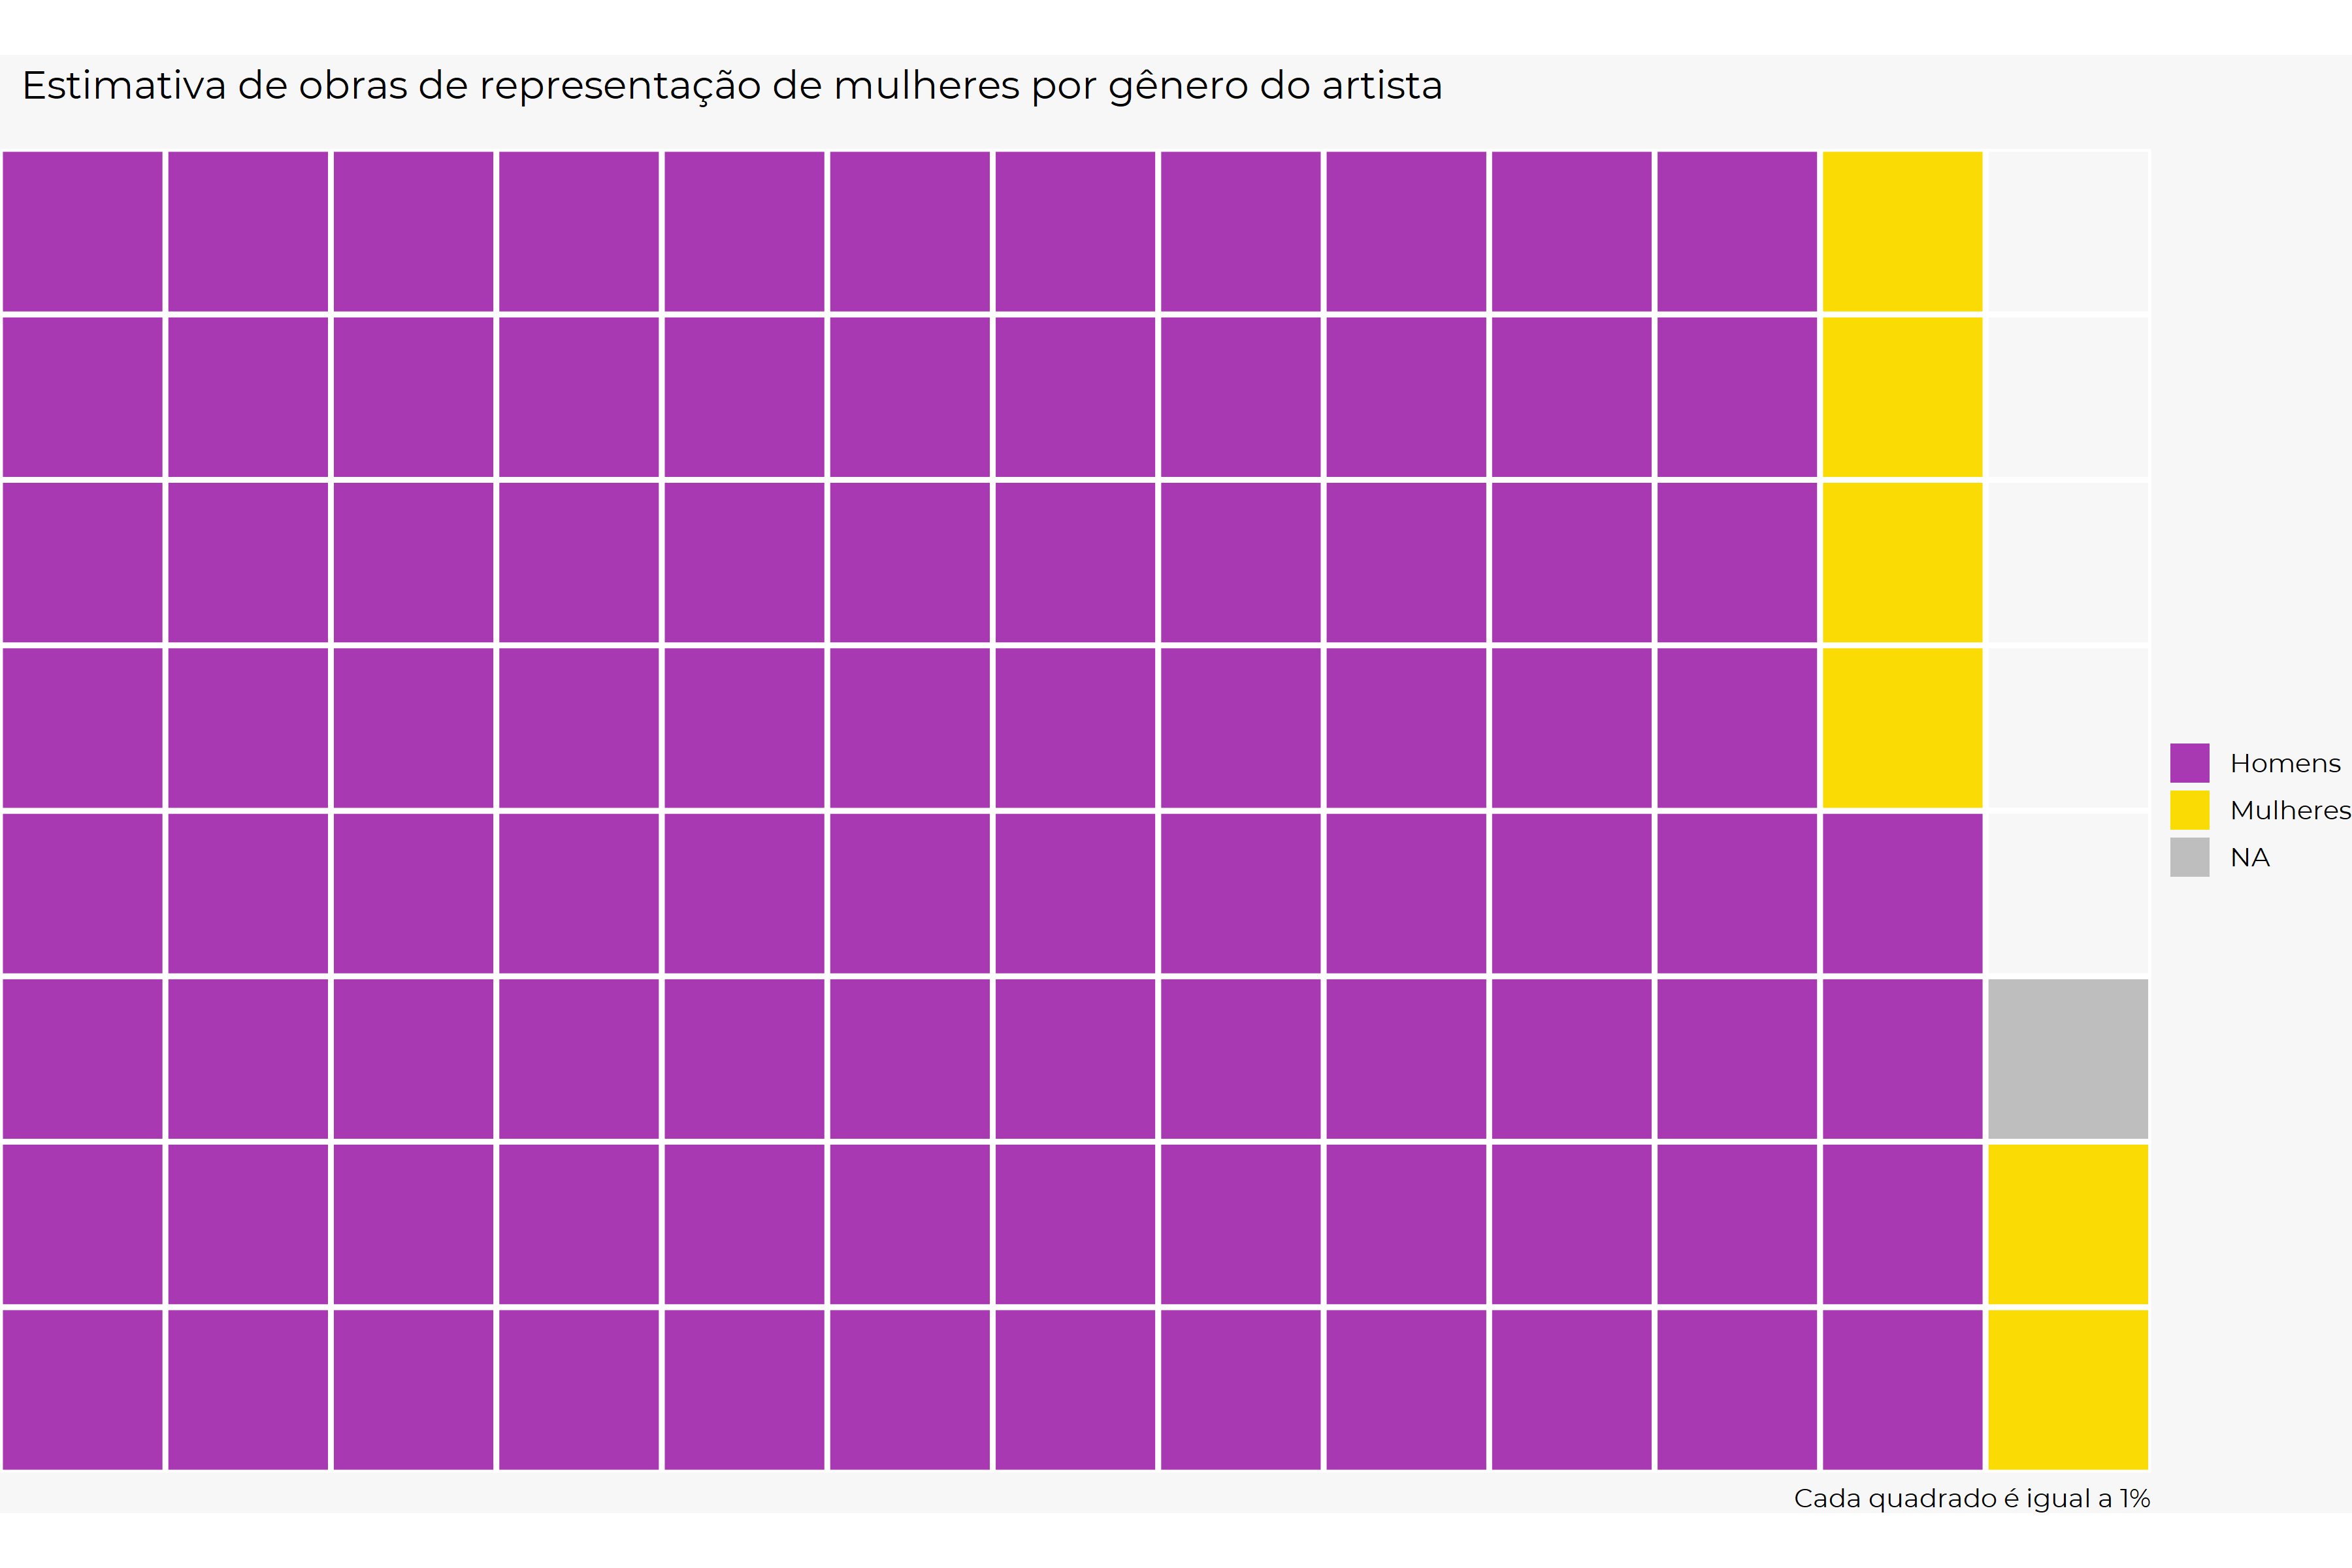 Estimativa de obras de representação de mulheres por gênero do artista
Homens
Mulheres
NA
Cada quadrado é igual a 1%